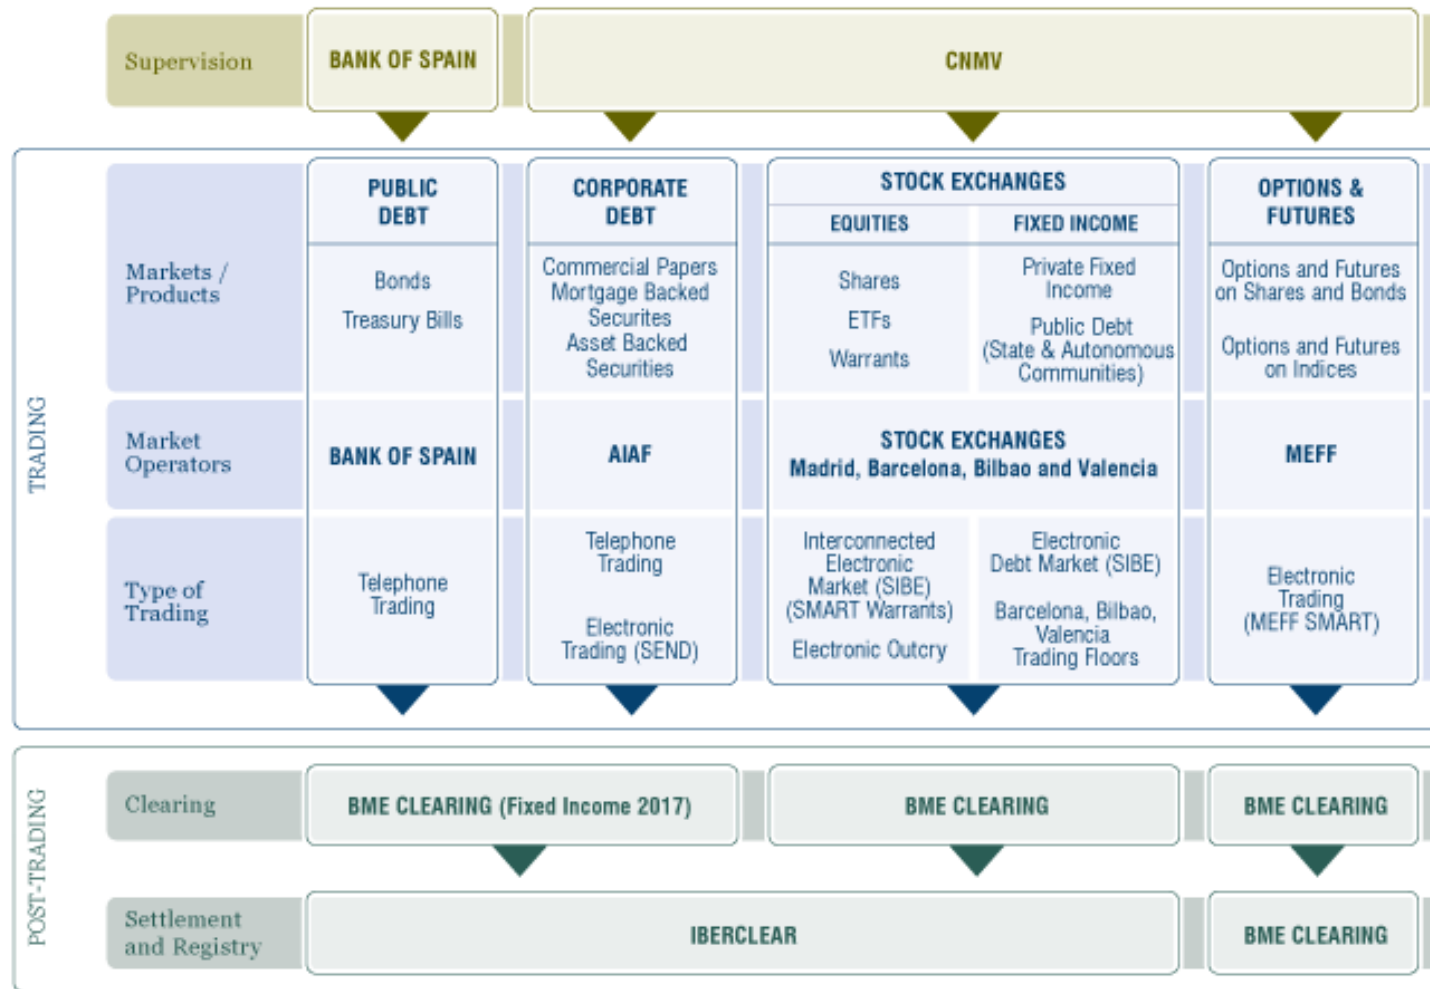 Supervision
BANK OF SPAIN
CNMV
TRADING
Markets /
Products
PUBLIC
DEBT
Bonds
Treasury Bills
CORPORATE
DEBT
Commercial Papers
Mortgage Backed
Securites
Asset Backed
Securities
STOCK EXCHANGES
EQUITIES
Shares
ETFs
Warrants
FIXED INCOME
Private Fixed
Income
Public Debt
(State & Autonomous
Communities)
OPTIONS &
FUTURES
Options and Futures
on Shares and Bonds
Options and Futures
on Indices
Market
Operators
BANK OF SPAIN
AIAF
STOCK EXCHANGES
Madrid, Barcelona, Bilbao and Valencia
MEFF
Type of
Trading
Telephone
Trading
Telephone
Trading
Electronic
Trading (SEND)
Interconnected
Electronic
Market (SIBE)
(SMART Warrants)
Electronic Outcry
Electronic
Debt Market (SIBE)
Barcelona, Bilbao,
Valencia
Trading Floors
Electronic
Trading
(MEFF SMART)
POST-TRADING
Clearing
BME CLEARING (Fixed Income 2017)
BME CLEARING
BME CLEARING
Settlement
and Registry
IBERCLEAR
BME CLEARING